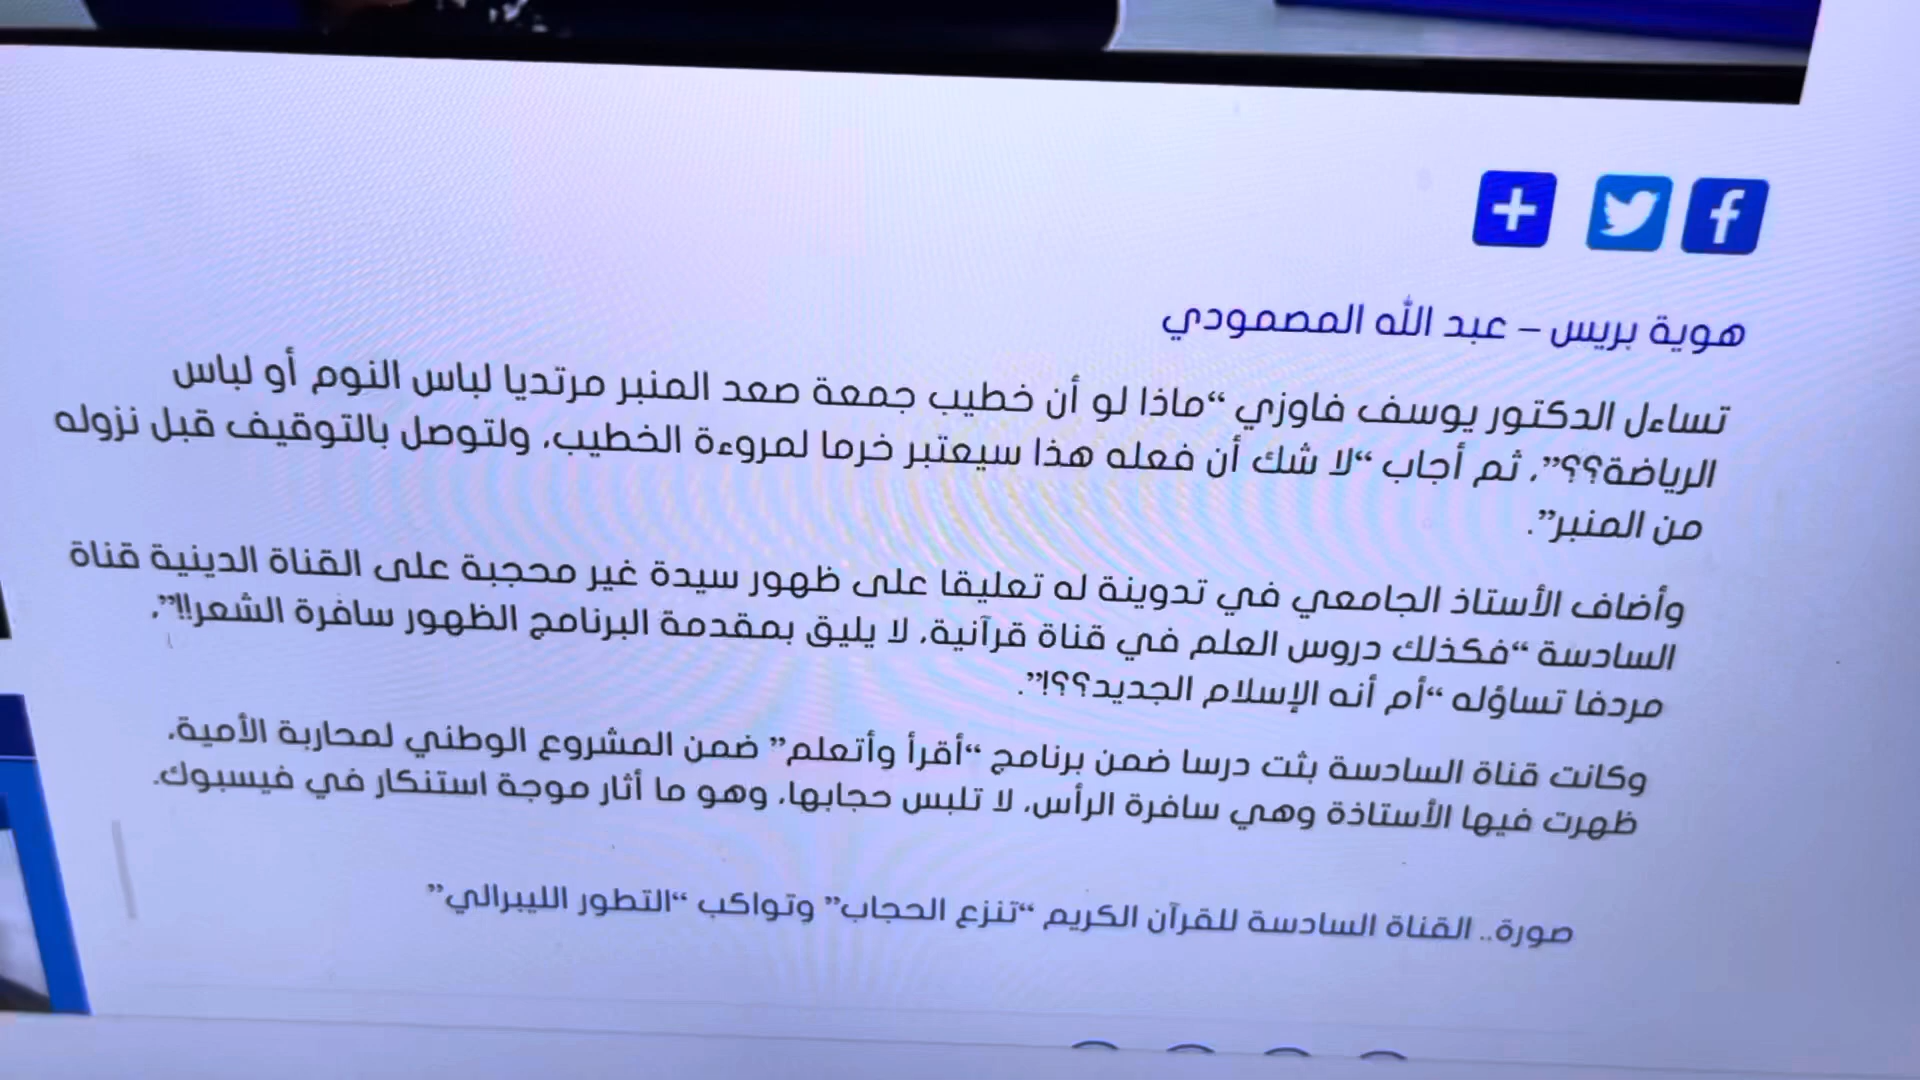 هوية بريس – عبد الله المصمودي
تساءل الدكتور يوسف فاوزي “ماذا لو أن خطيب جمعة صعد المنبر مرتديا لباس النوم أو لباس
الرياضة؟؟”، ثم أجاب “لا شك أن فعله هذا سيعتبر خرما لمروءة الخطيب، ولتوصل بالتوقيف قبل نزوله
من المنبر”.
وأضاف الأستاذ الجامعي في تدوينة له تعليقا على ظهور سيدة غير محجبة على القناة الدينية قناة
السادسة “فكذلك دروس العلم في قناة قرآنية، لا يليق بمقدمة البرنامج الظهور سافرة الشعر!!”،
مردفا تساؤله “أم أنه الإسلام الجديد؟؟!”.
وكانت قناة السادسة بثت درسا ضمن برنامج “أقرأ وأتعلم” ضمن المشروع الوطني لمحاربة الأمية،
ظهرت فيها الأستاذة وهي سافرة الرأس، لا تلبس حجابها، وهو ما أثار موجة استنكار في فيسبوك.
صورة.. القناة السادسة للقرآن الكريم “تنزع الحجاب” وتواكب “التطور الليبرالي”